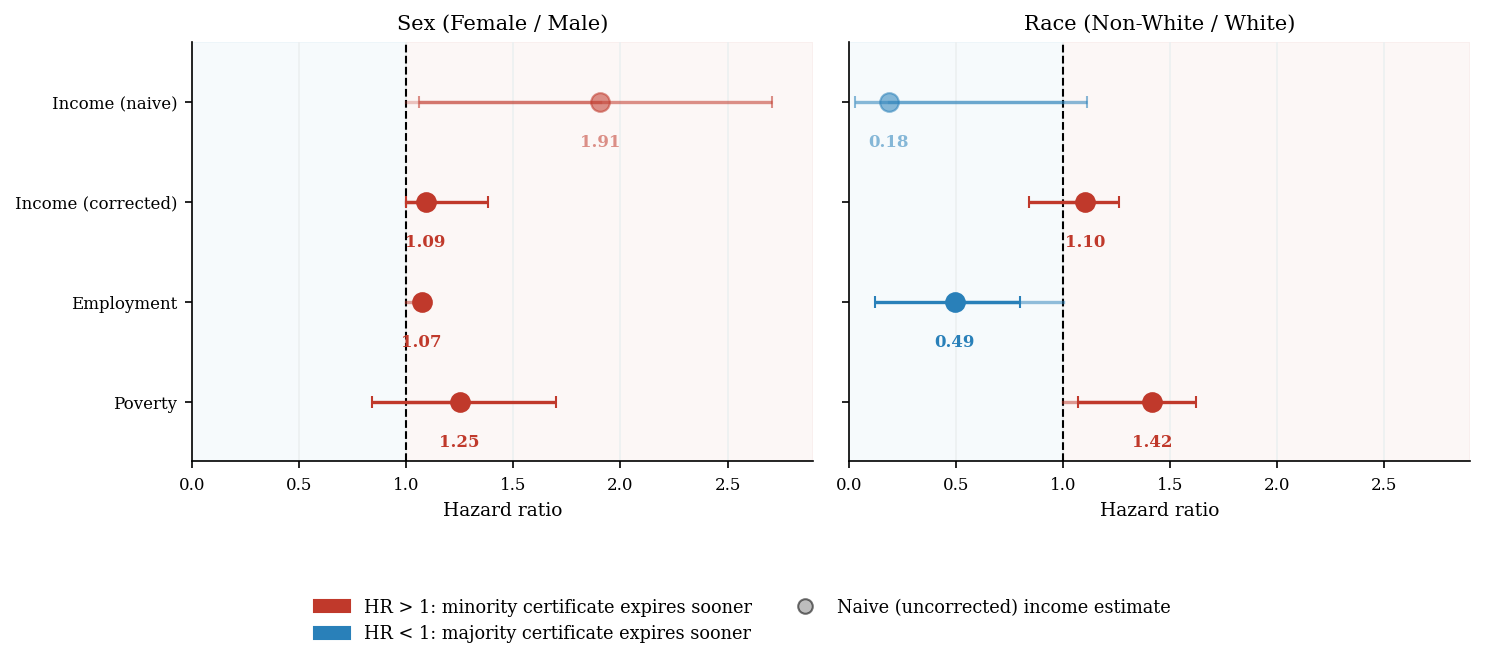 Sex (Female / Male)
Race (Non-White / White)
Income (naive)
1.91
0.18
Income (corrected)
1.09
1.10
Employment
1.07
0.49
Poverty
1.25
1.42
0.0 0.5 1.0 1.5 2.0 2.5
0.0 0.5 1.0 1.5 2.0 2.5
Hazard ratio
Hazard ratio
HR > 1: minority certificate expires sooner
HR < 1: majority certificate expires sooner
Naive (uncorrected) income estimate